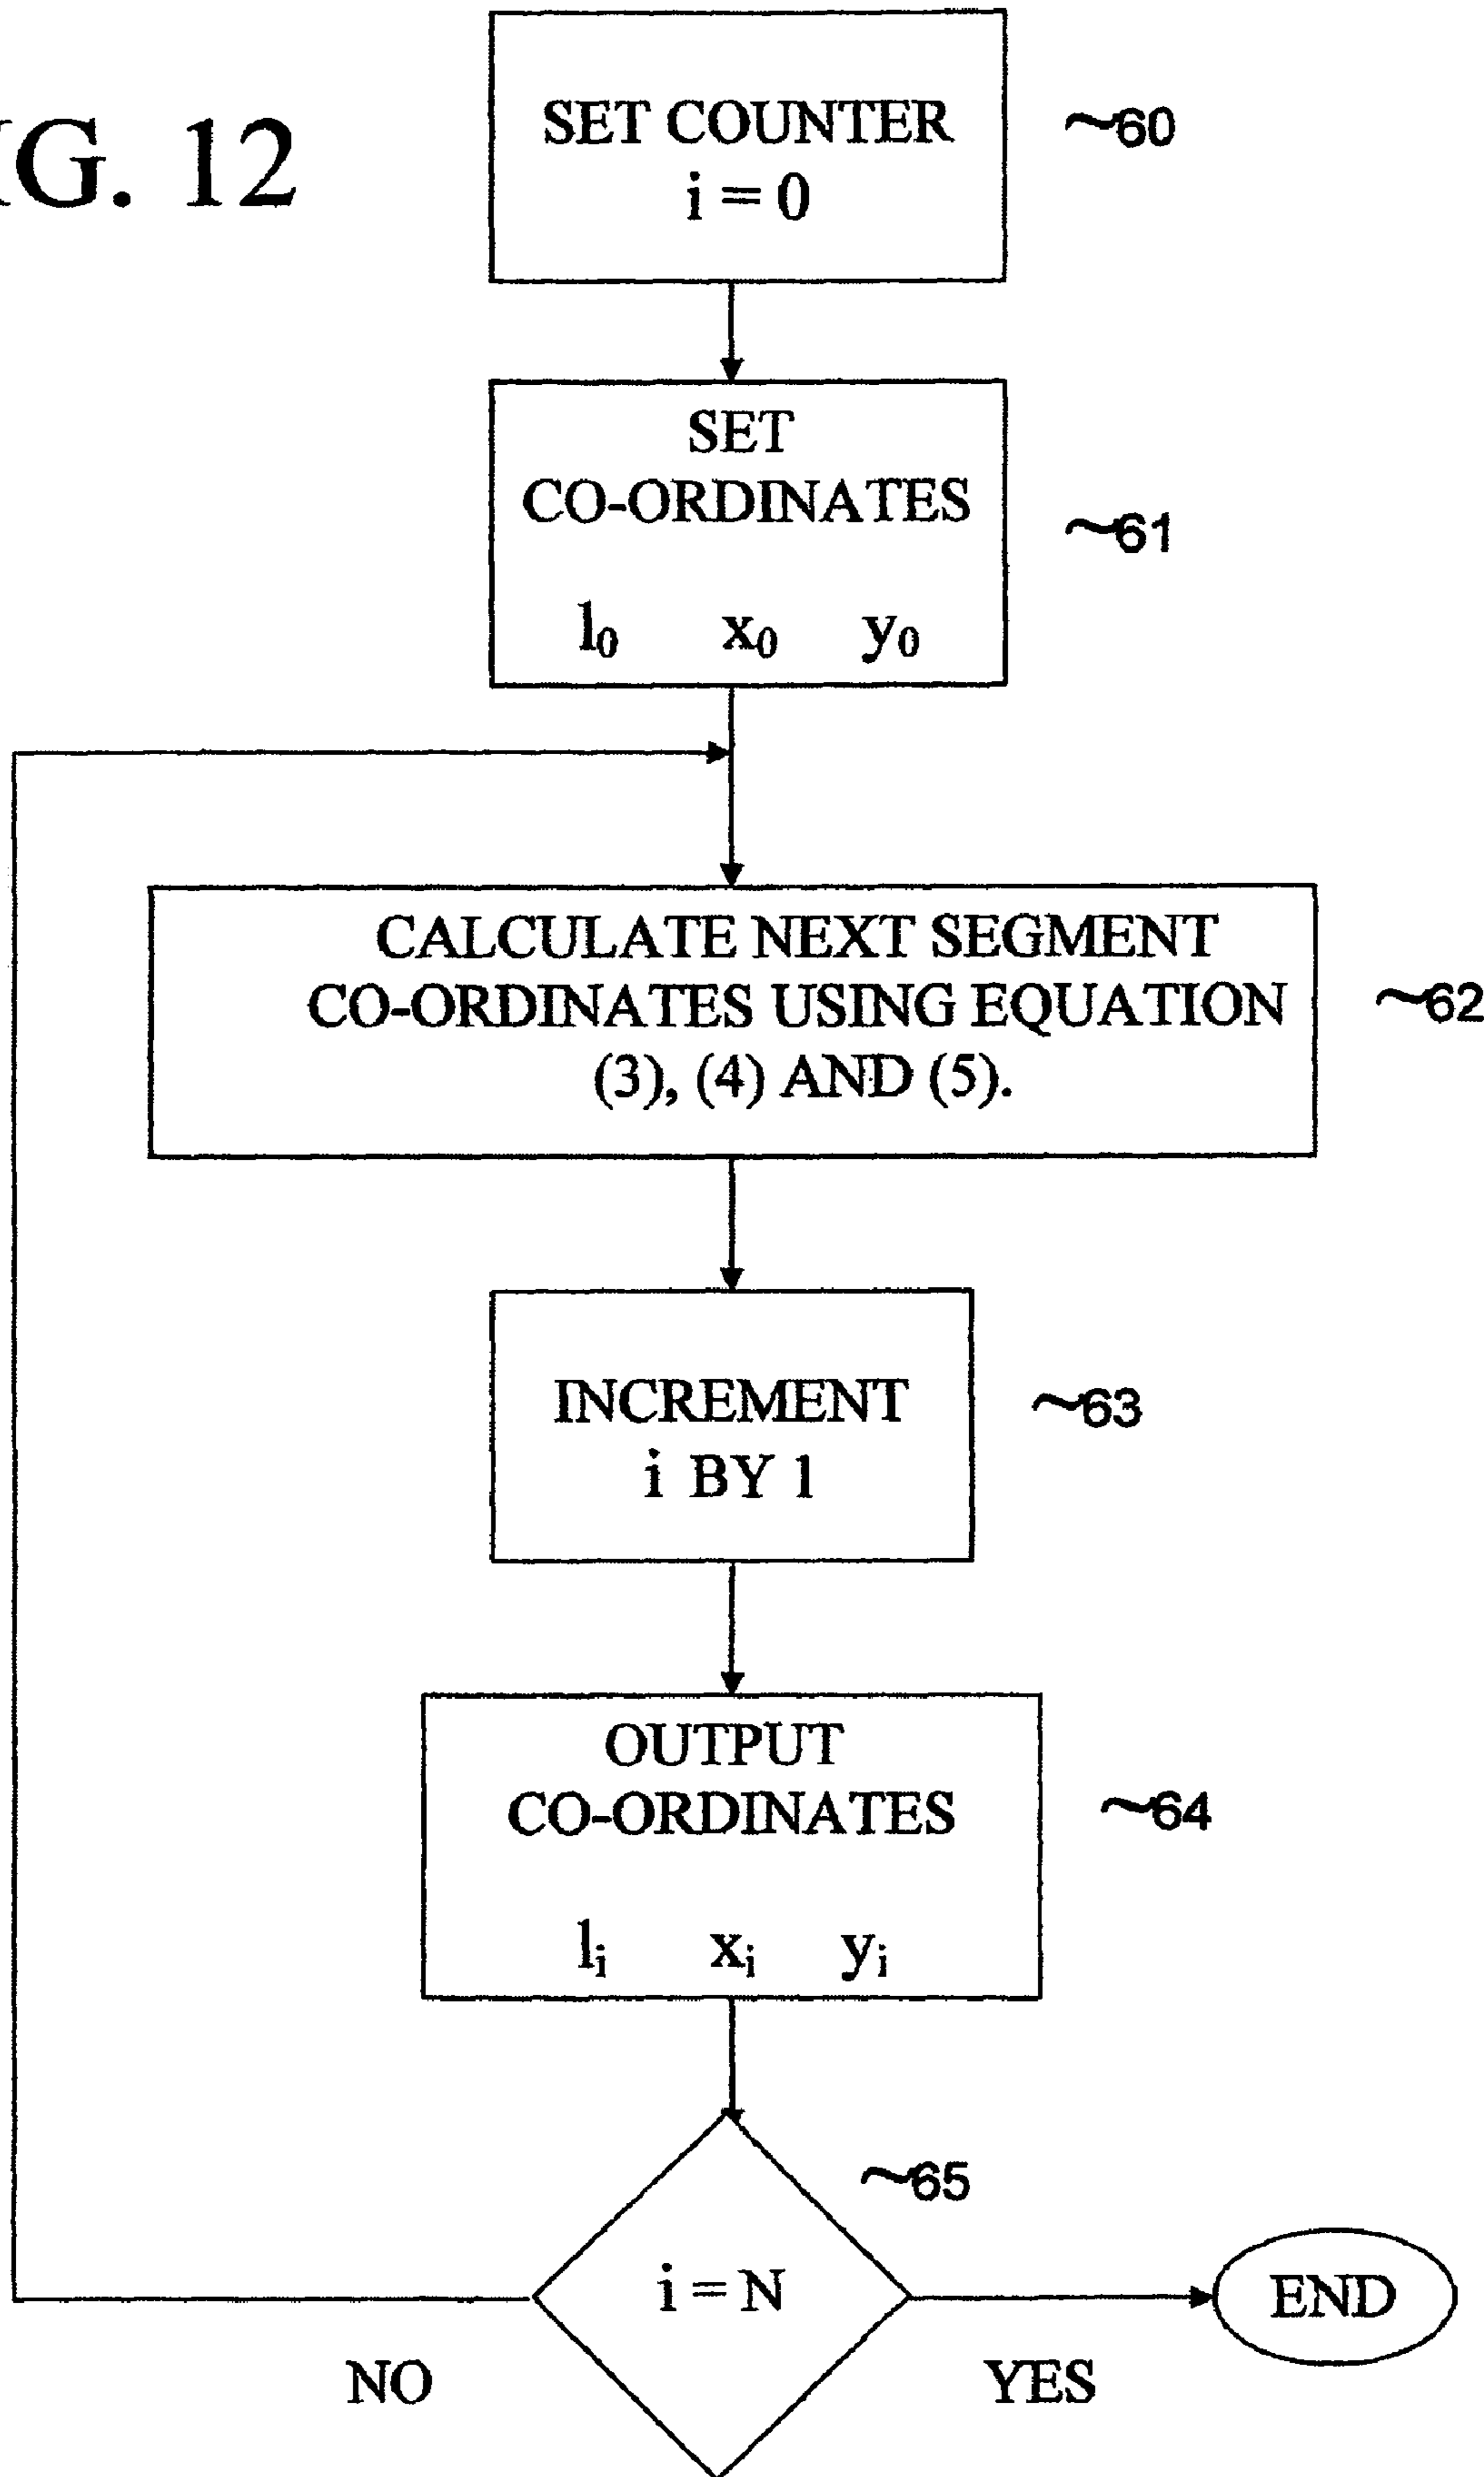 IG. 12
SET COUNTER
i = 0
~60
SET
CO-ORDINATES
l₀ x₀ y₀
~61
CALCULATE NEXT SEGMENT
CO-ORDINATES USING EQUATION
(3), (4) AND (5).
~62
INCREMENT
i BY 1
~63
OUTPUT
CO-ORDINATES
lᵢ xᵢ yᵢ
~64
~65
i = N
END
NO
YES